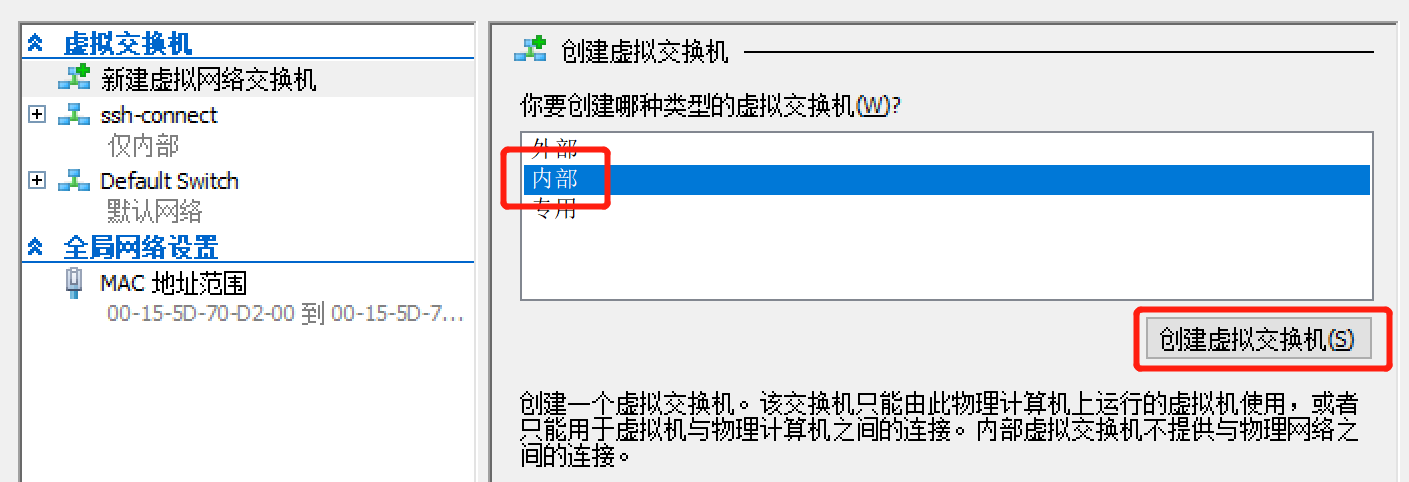 虚拟交换机
新建虚拟网络交换机
ssh-connect
仅内部
Default Switch
默认网络
全局网络设置
MAC 地址范围
00-15-5D-70-D2-00 到 00-15-5D-7...
创建虚拟交换机
你要创建哪种类型的虚拟交换机(W)?
外部
内部
专用
创建虚拟交换机(S)
创建一个虚拟交换机。该交换机只能由此物理计算机上运行的虚拟机使用，或者
只能用于虚拟机与物理计算机之间的连接。内部虚拟交换机不提供与物理网络之
间的连接。